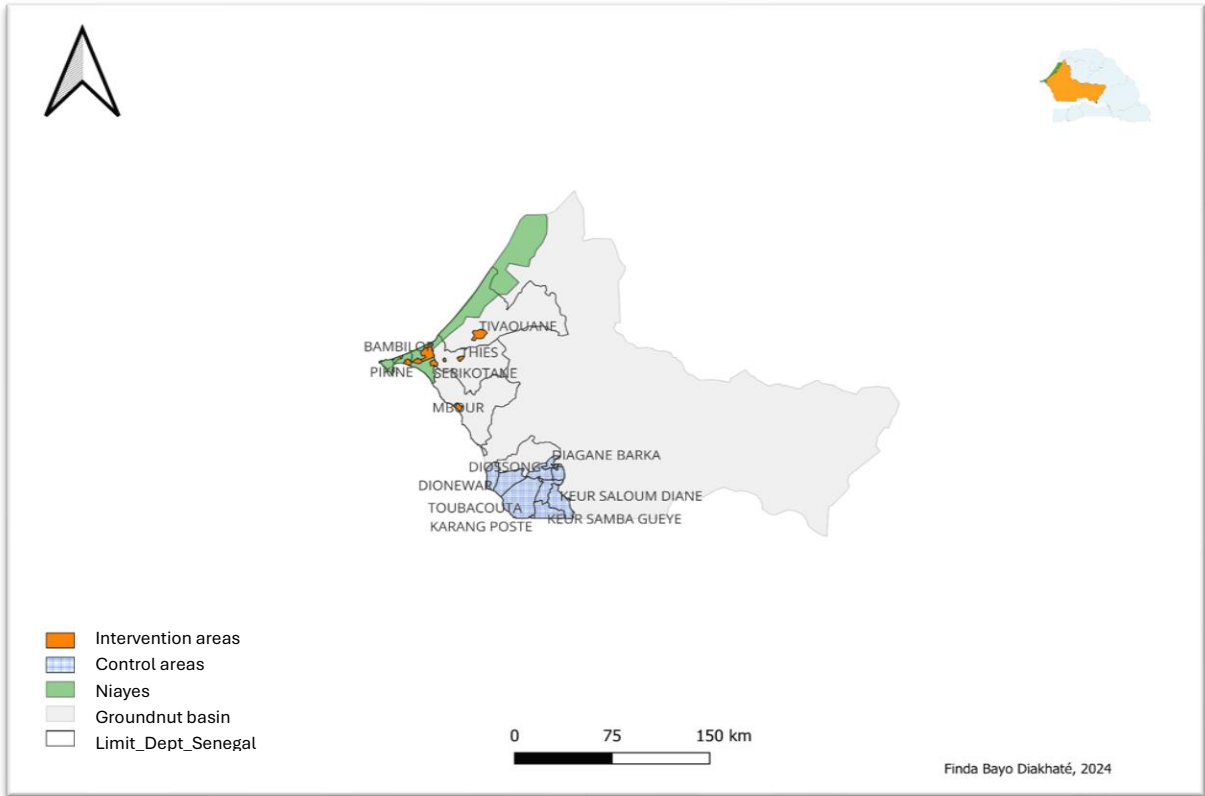 TIVAOUANE
BAMBILOR
THIES
PIKINE
SEBIKOTANE
MBOUR
DIAGANE BARKA
DIOSSONG
DIONEWAR
KEUR SALOUM DIANE
TOUBACOUTA
KEUR SAMBA GUEYE
KARANG POSTE
Intervention areas
Control areas
Niayes
Groundnut basin
Limit_Dept_Senegal
0 75 150 km
Finda Bayo Diakhaté, 2024